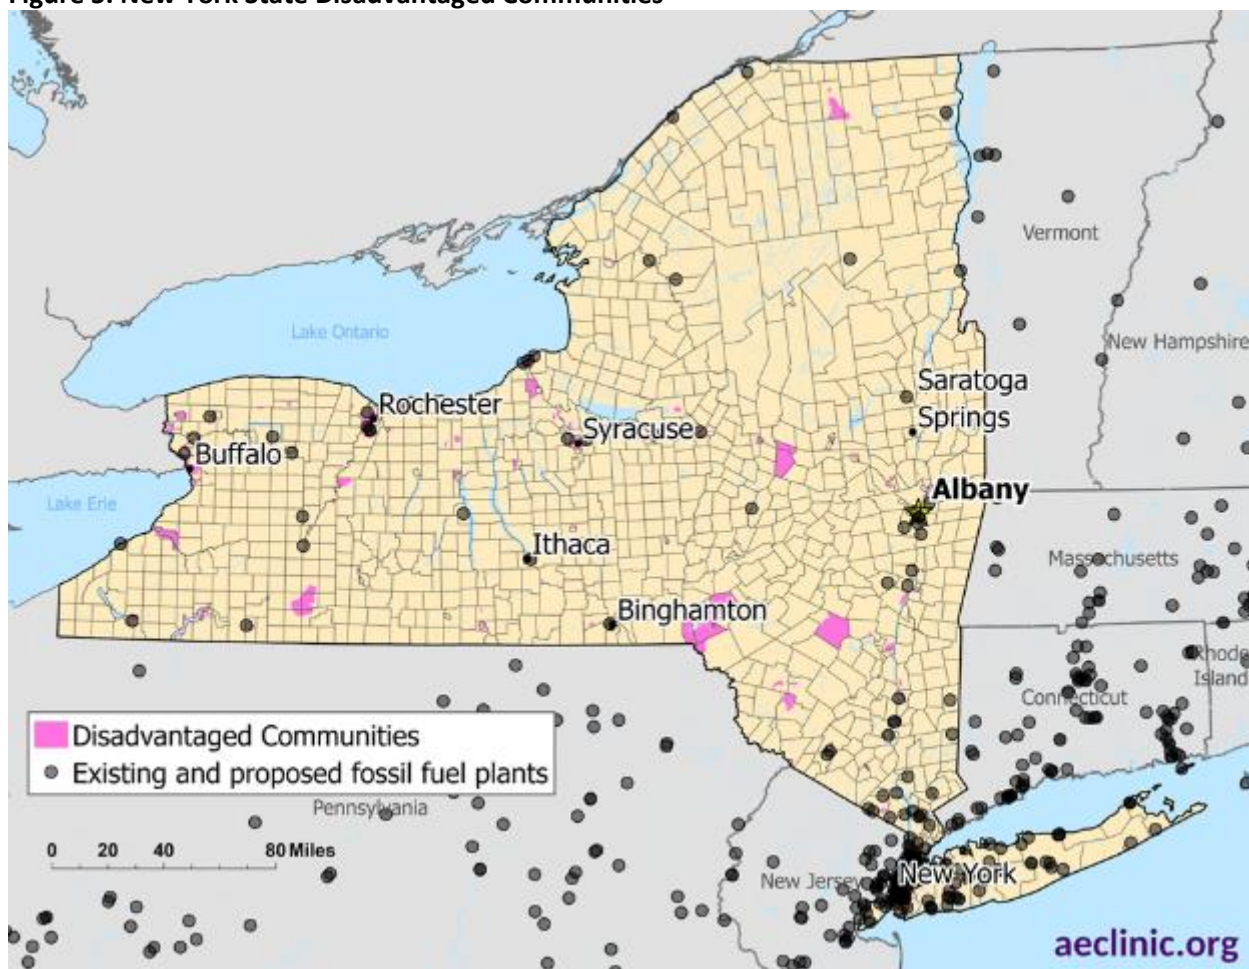 Figure 3: New York State Disadvantaged Communities
Vermont
Lake Ontario
New Hampshire
Saratoga
Springs
Rochester
Syracuse
Buffalo
Albany
Lake Erie
Ithaca
Massachusetts
Binghamton
Rhode
Island
Connecticut
Disadvantaged Communities
Existing and proposed fossil fuel plants
Pennsylvania
0 20 40 80 Miles
New Jersey
New York
aeclinic.org